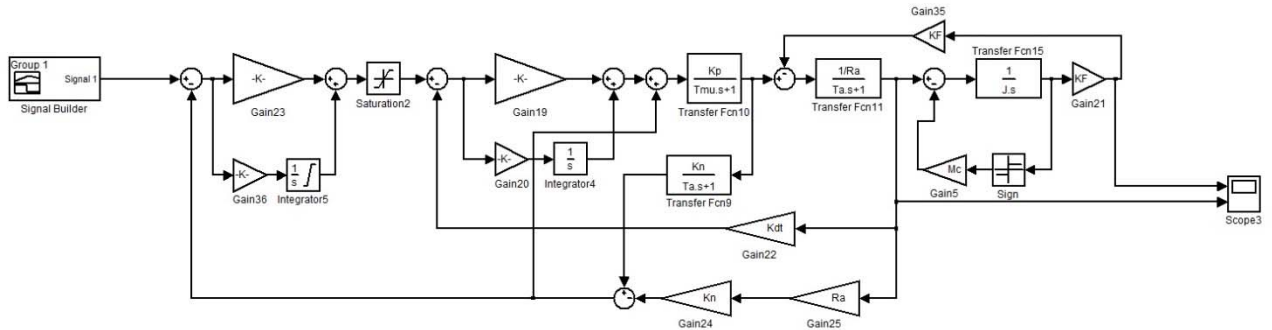 Group 1
Signal 1
Signal Builder
-K-
Gain23
-K-
Gain36
1
s
Integrator5
Saturation2
-K-
Gain19
-K-
Gain20
1
s
Integrator4
Kp
Tmu.s+1
Transfer Fcn10
Kn
Ta.s+1
Transfer Fcn9
1/Ra
Ta.s+1
Transfer Fcn11
Gain35
KF
Transfer Fcn15
1
J.s
KF
Gain21
Mc
Gain5
Sign
Scope3
Kdt
Gain22
Kn
Gain24
Ra
Gain25